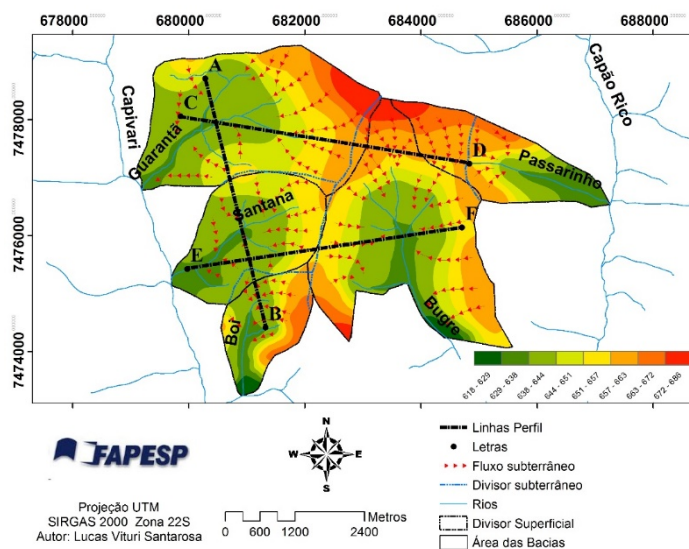 678000 680000 682000 684000 686000 688000
7478000
7476000
7474000
Capivari
Capão Rico
A
C
D
Guarantã
Passarinho
Santana
F
E
B
Boi
Bugre
618 - 629
629 - 638
638 - 644
644 - 651
651 - 657
657 - 663
663 - 672
672 - 686
FAPESP
N
W E
S
Projeção UTM
SIRGAS 2000 Zona 22S
Autor: Lucas Vituri Santarosa
Metros
0 600 1200 2400
Linhas Perfil
Letras
Fluxo subterrâneo
Divisor subterrâneo
Rios
Divisor Superficial
Área das Bacias